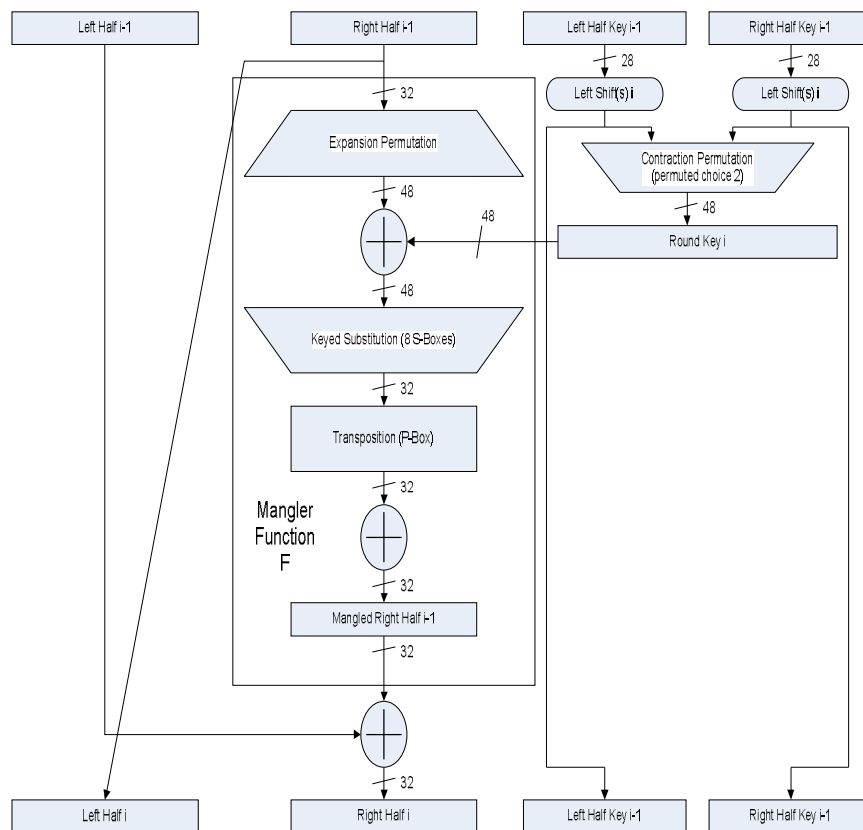 Left Half i-1
Right Half i-1
Left Half Key i-1
Right Half Key i-1
28
28
32
Left Shift(s) i
Left Shift(s) i
Expansion Permutation
Contraction Permutation
(permuted choice 2)
48
48
48
Round Key i
48
Keyed Substitution (8 S-Boxes)
32
Transposition (P-Box)
32
Mangler
Function
F
32
Mangled Right Half i-1
32
32
Left Half i
Right Half i
Left Half Key i-1
Right Half Key i-1